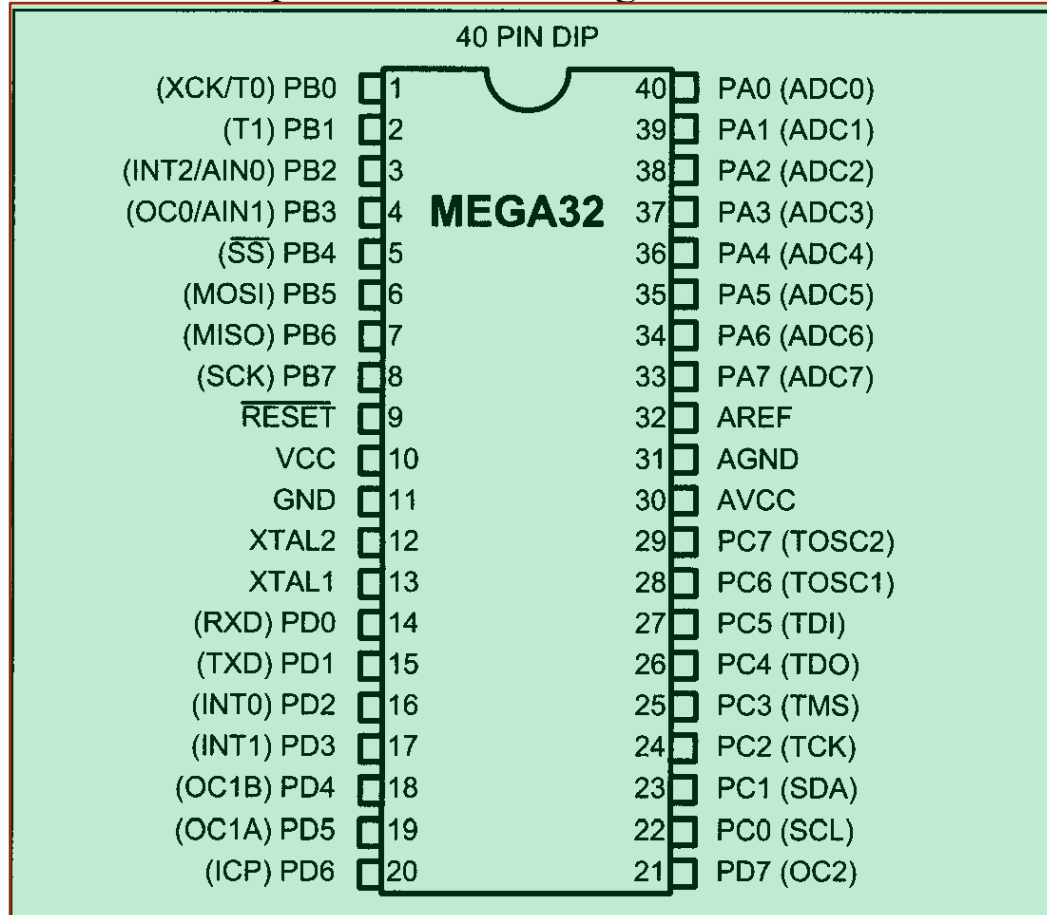 40 PIN DIP
(XCK/T0) PB0 1 40 PA0 (ADC0)
(T1) PB1 2 39 PA1 (ADC1)
(INT2/AIN0) PB2 3 38 PA2 (ADC2)
(OC0/AIN1) PB3 4 MEGA32 37 PA3 (ADC3)
(S̅S̅) PB4 5 36 PA4 (ADC4)
(MOSI) PB5 6 35 PA5 (ADC5)
(MISO) PB6 7 34 PA6 (ADC6)
(SCK) PB7 8 33 PA7 (ADC7)
R̅E̅S̅E̅T̅ 9 32 AREF
VCC 10 31 AGND
GND 11 30 AVCC
XTAL2 12 29 PC7 (TOSC2)
XTAL1 13 28 PC6 (TOSC1)
(RXD) PD0 14 27 PC5 (TDI)
(TXD) PD1 15 26 PC4 (TDO)
(INT0) PD2 16 25 PC3 (TMS)
(INT1) PD3 17 24 PC2 (TCK)
(OC1B) PD4 18 23 PC1 (SDA)
(OC1A) PD5 19 22 PC0 (SCL)
(ICP) PD6 20 21 PD7 (OC2)